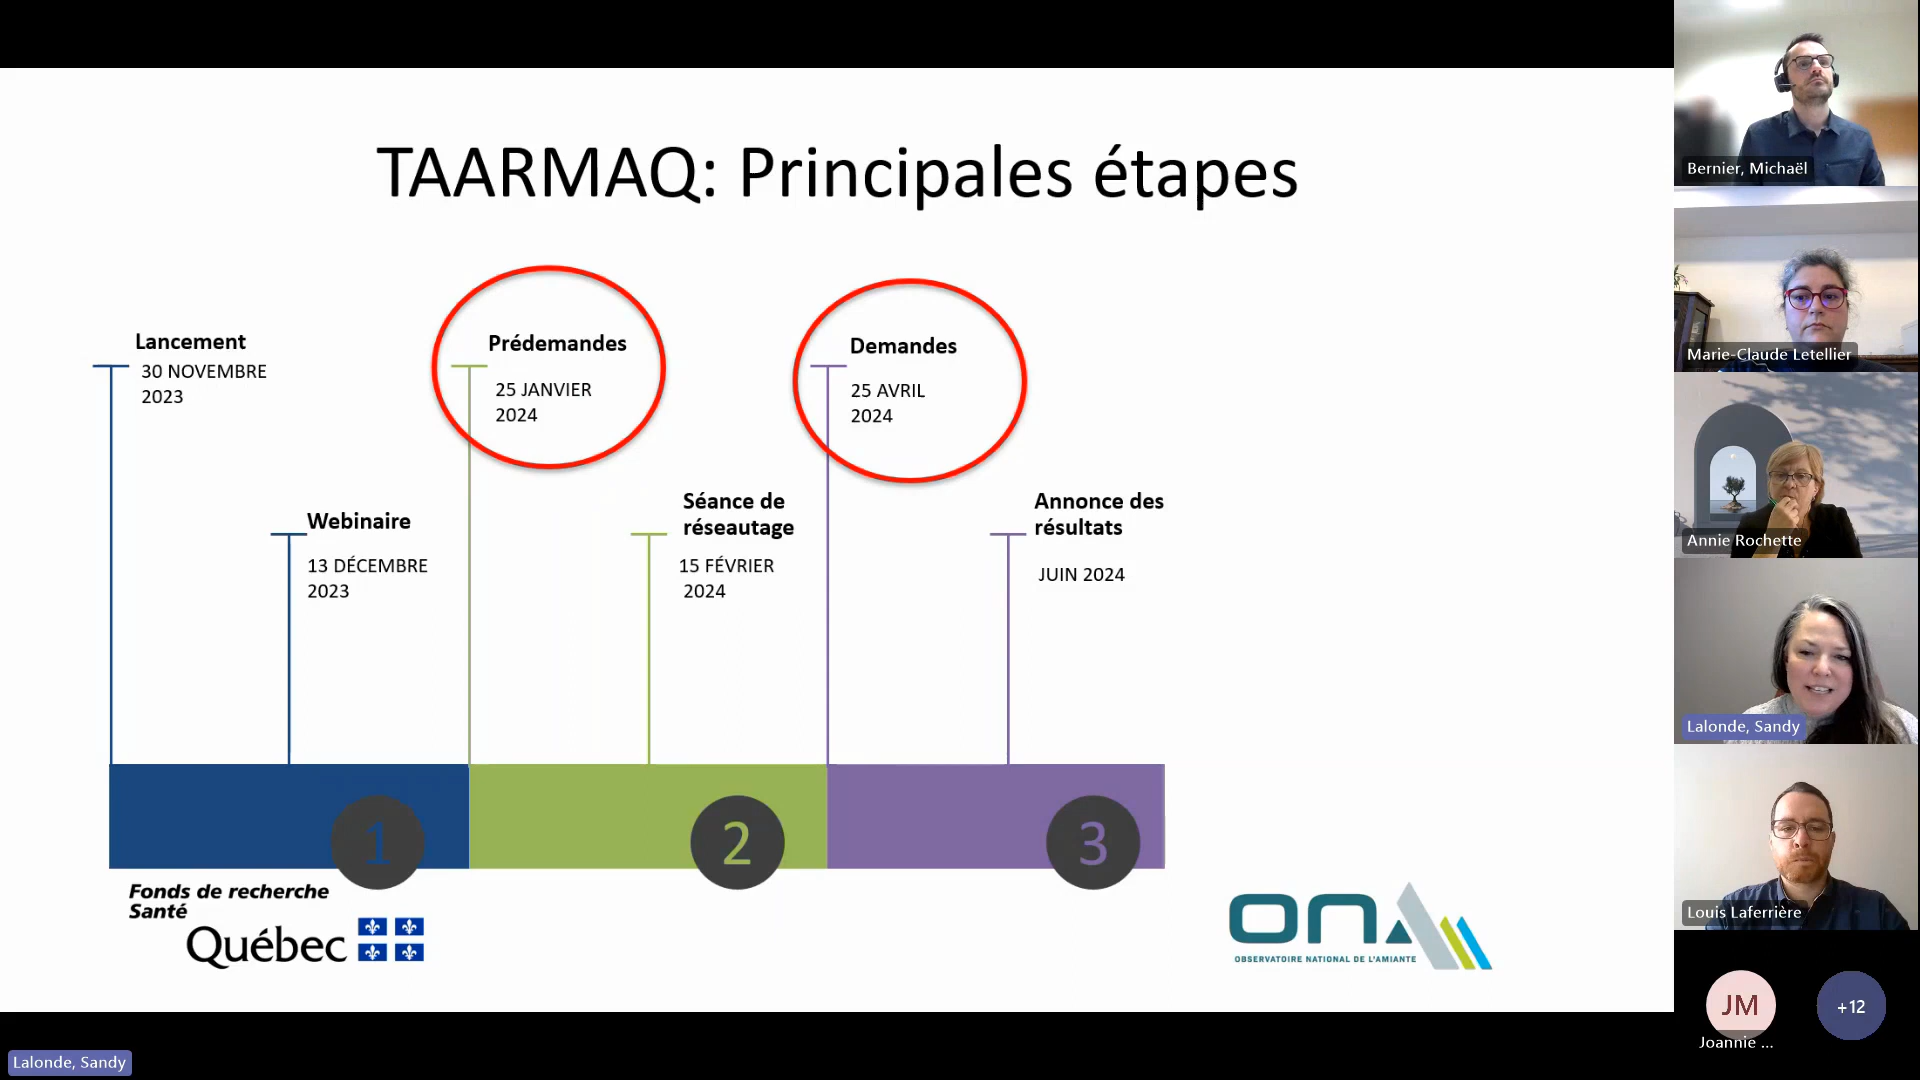 TAARMAQ: Principales étapes
Lancement
30 NOVEMBRE
2023
Prédemandes
25 JANVIER
2024
Demandes
25 AVRIL
2024
Webinaire
13 DÉCEMBRE
2023
Séance de
réseautage
15 FÉVRIER
2024
Annonce des
résultats
JUIN 2024
1
2
3
Fonds de recherche
Santé
Québec
ONA
OBSERVATOIRE NATIONAL DE L'AMIANTE
Bernier, Michaël
Marie-Claude Letellier
Annie Rochette
Lalonde, Sandy
Louis Laferrière
JM
+12
Joannie ...
Lalonde, Sandy